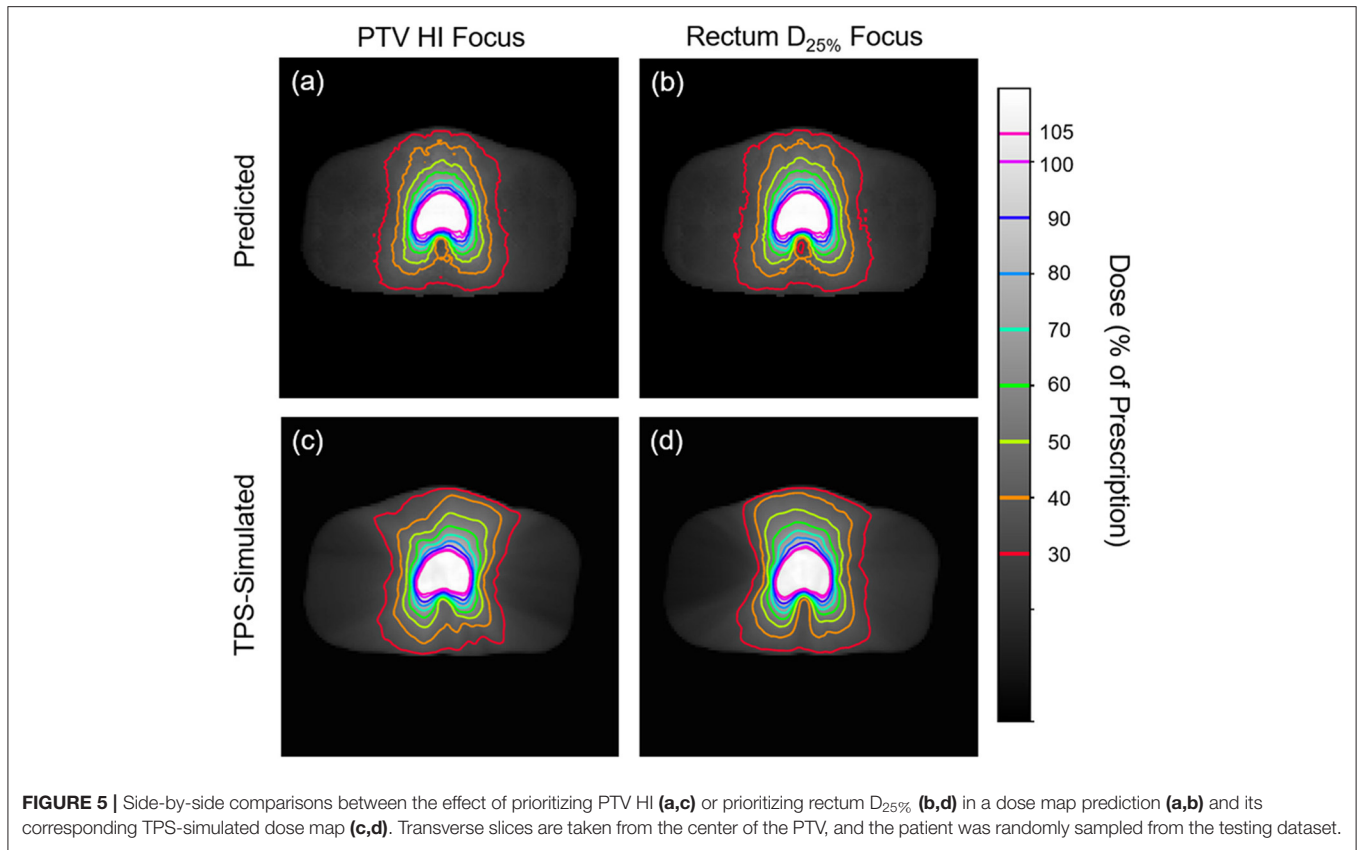 PTV HI Focus
Rectum D25% Focus
(a)
(b)
Predicted
(c)
(d)
TPS-Simulated
105
100
90
80
70
60
50
40
30
Dose (% of Prescription)
FIGURE 5 | Side-by-side comparisons between the effect of prioritizing PTV HI (a,c) or prioritizing rectum D25% (b,d) in a dose map prediction (a,b) and its
corresponding TPS-simulated dose map (c,d). Transverse slices are taken from the center of the PTV, and the patient was randomly sampled from the testing dataset.